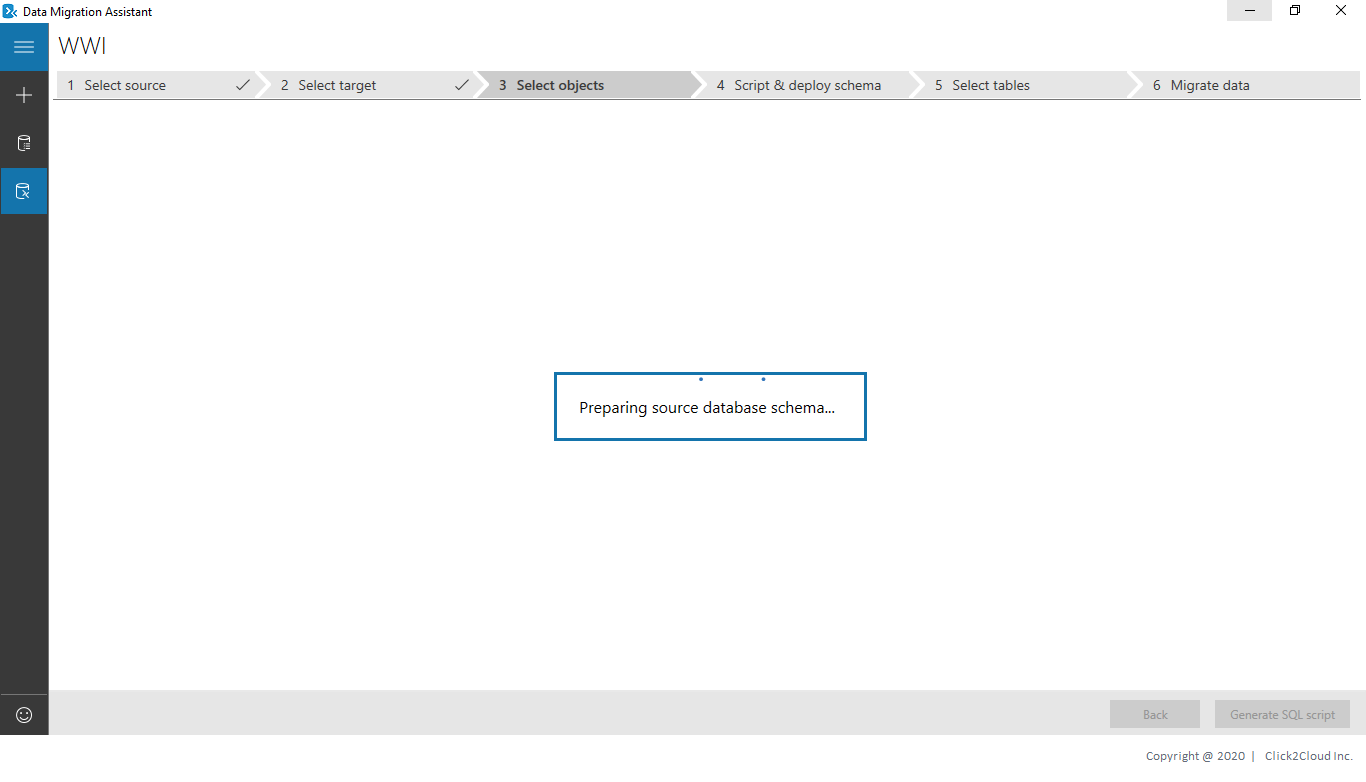 Data Migration Assistant
WWI
1 Select source
2 Select target
3 Select objects
4 Script & deploy schema
5 Select tables
6 Migrate data
Preparing source database schema...
Back
Generate SQL script
Copyright @ 2020 | Click2Cloud Inc.